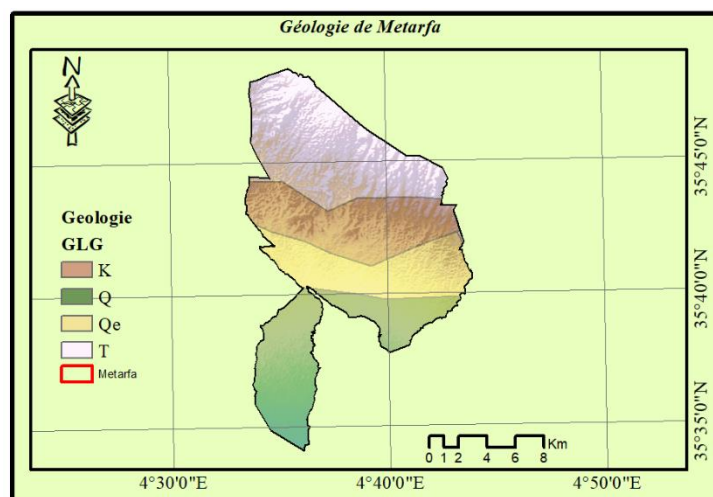 Géologie de Metarfa
N
Geologie
GLG
K
Q
Qe
T
Metarfa
35°45'0"N
35°40'0"N
35°35'0"N
Km
0 1 2 4 6 8
4°30'0"E 4°40'0"E 4°50'0"E